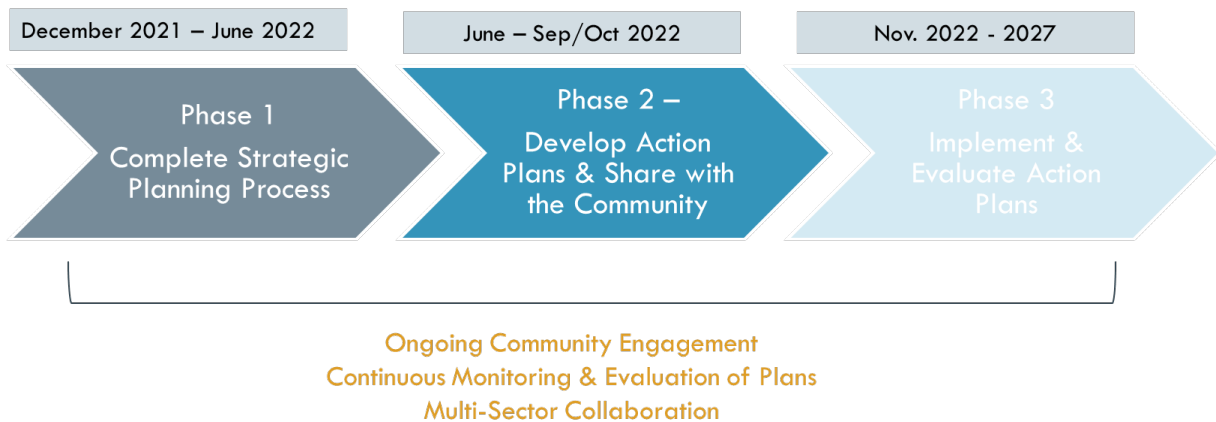 December 2021 – June 2022
June – Sep/Oct 2022
Nov. 2022 - 2027
Phase 1
Complete Strategic
Planning Process
Phase 2 –
Develop Action
Plans & Share with
the Community
Phase 3
Implement &
Evaluate Action
Plans
Ongoing Community Engagement
Continuous Monitoring & Evaluation of Plans
Multi-Sector Collaboration